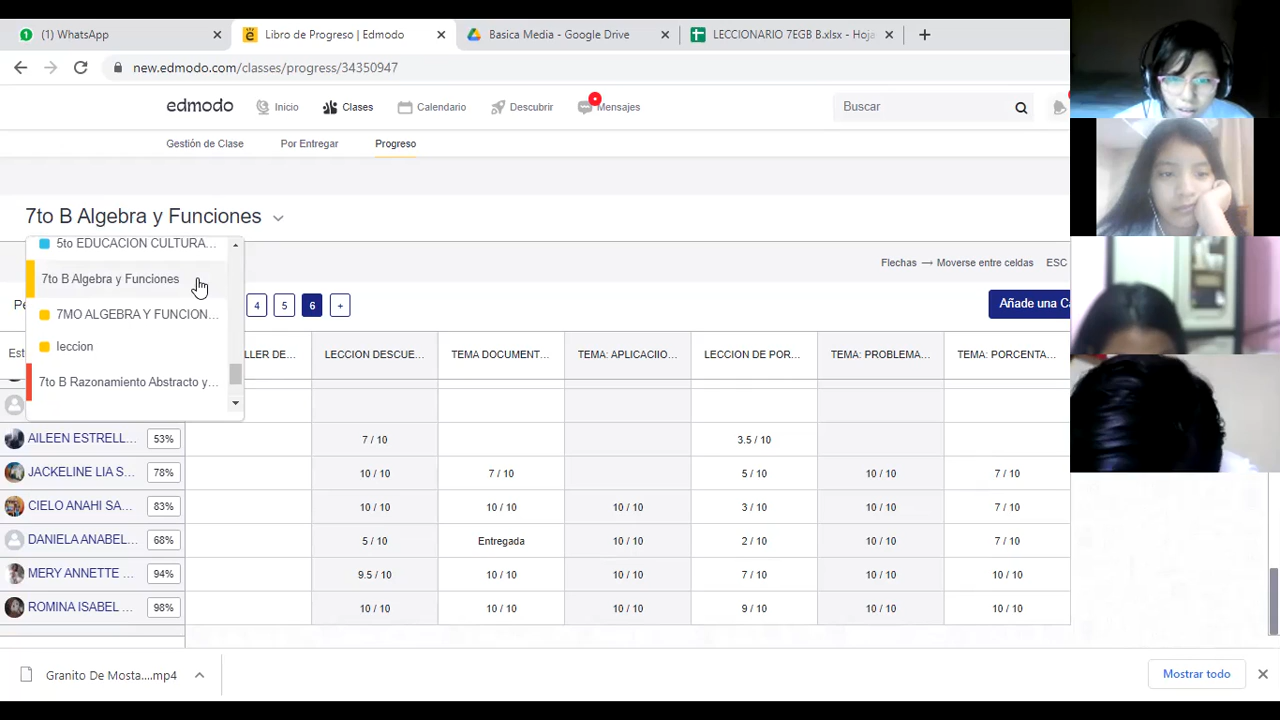 1 (1) WhatsApp
Libro de Progreso | Edmodo
Basica Media - Google Drive
LECCIONARIO 7EGB B.xlsx - Hoja
new.edmodo.com/classes/progress/34350947
edmodo Inicio Clases Calendario Descubrir Mensajes Buscar
Gestión de Clase Por Entregar Progreso
7to B Algebra y Funciones
5to EDUCACION CULTURA...
7to B Algebra y Funciones
7MO ALGEBRA Y FUNCION...
leccion
7to B Razonamiento Abstracto y...
Flechas → Moverse entre celdas ESC
Pe 4 5 6 + Añade una Ca
Est LLER DE... LECCION DESCUE... TEMA DOCUMENT... TEMA: APLICACIIO... LECCION DE POR... TEMA: PROBLEMA... TEMA: PORCENTA...
AILEEN ESTRELL... 53% 7 / 10 3.5 / 10
JACKELINE LIA S... 78% 10 / 10 7 / 10 5 / 10 10 / 10 7 / 10
CIELO ANAHI SA... 83% 10 / 10 10 / 10 10 / 10 3 / 10 10 / 10 7 / 10
DANIELA ANABEL... 68% 5 / 10 Entregada 10 / 10 2 / 10 10 / 10 7 / 10
MERY ANNETTE ... 94% 9.5 / 10 10 / 10 10 / 10 7 / 10 10 / 10 10 / 10
ROMINA ISABEL ... 98% 10 / 10 10 / 10 10 / 10 9 / 10 10 / 10 10 / 10
Granito De Mosta....mp4
Mostrar todo